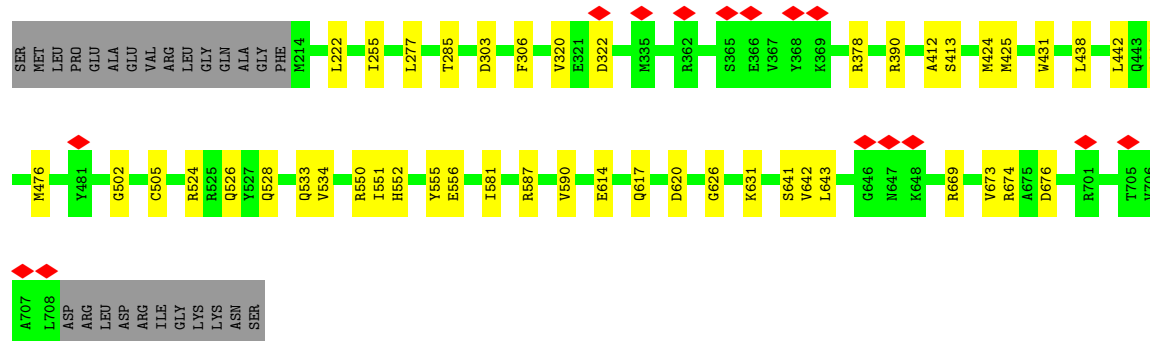 SER MET LEU PRO GLU ALA GLU VAL ARG LEU GLY GLN ALA GLY PHE M214 L222 I255 L277 T285 D303 F306 V320 E321 D322 M335 R362 S365 E366 V367 Y368 K369 R378 R390 A412 S413 M424 M425 W431 L438 L442 Q443
M476 Y481 G502 C505 R524 R525 Q526 Y527 Q528 Q533 V534 R550 I551 H552 Y555 E556 I581 R587 V590 E614 Q617 D620 G626 K631 S641 V642 L643 G646 N647 K648 R669 V673 R674 A675 D676 R701 T705 V706
A707 L708 ASP ARG LEU ASP ARG ILE GLY LYS LYS ASN SER